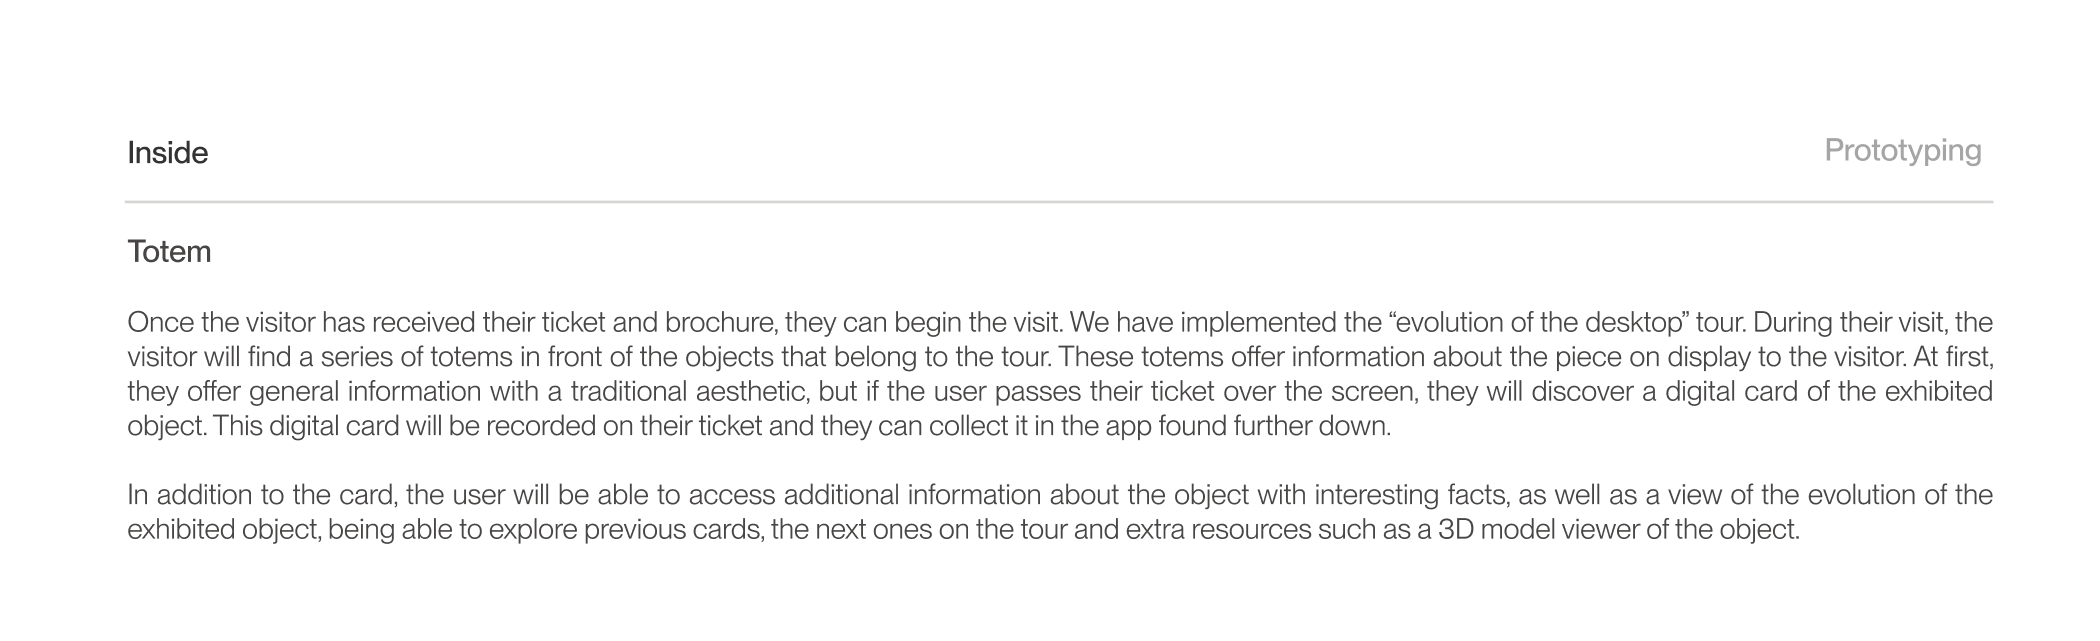 Inside
Prototyping
Totem
Once the visitor has received their ticket and brochure, they can begin the visit. We have implemented the “evolution of the desktop” tour. During their visit, the
visitor will find a series of totems in front of the objects that belong to the tour. These totems offer information about the piece on display to the visitor. At first,
they offer general information with a traditional aesthetic, but if the user passes their ticket over the screen, they will discover a digital card of the exhibited
object. This digital card will be recorded on their ticket and they can collect it in the app found further down.
In addition to the card, the user will be able to access additional information about the object with interesting facts, as well as a view of the evolution of the
exhibited object, being able to explore previous cards, the next ones on the tour and extra resources such as a 3D model viewer of the object.